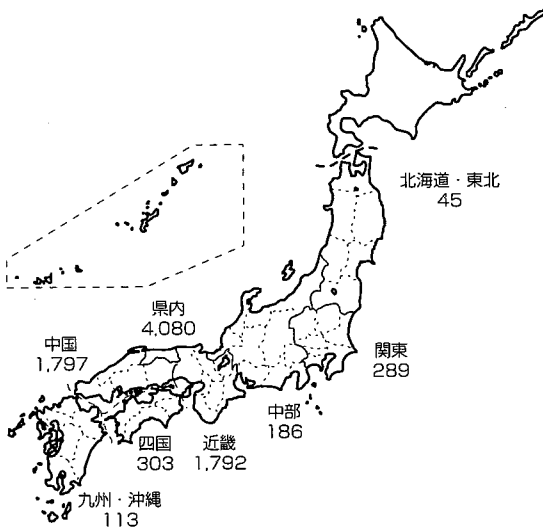 北海道・東北
45
県内
4,080
中国
1,797
関東
289
中部
186
四国
303
近畿
1,792
九州・沖縄
113